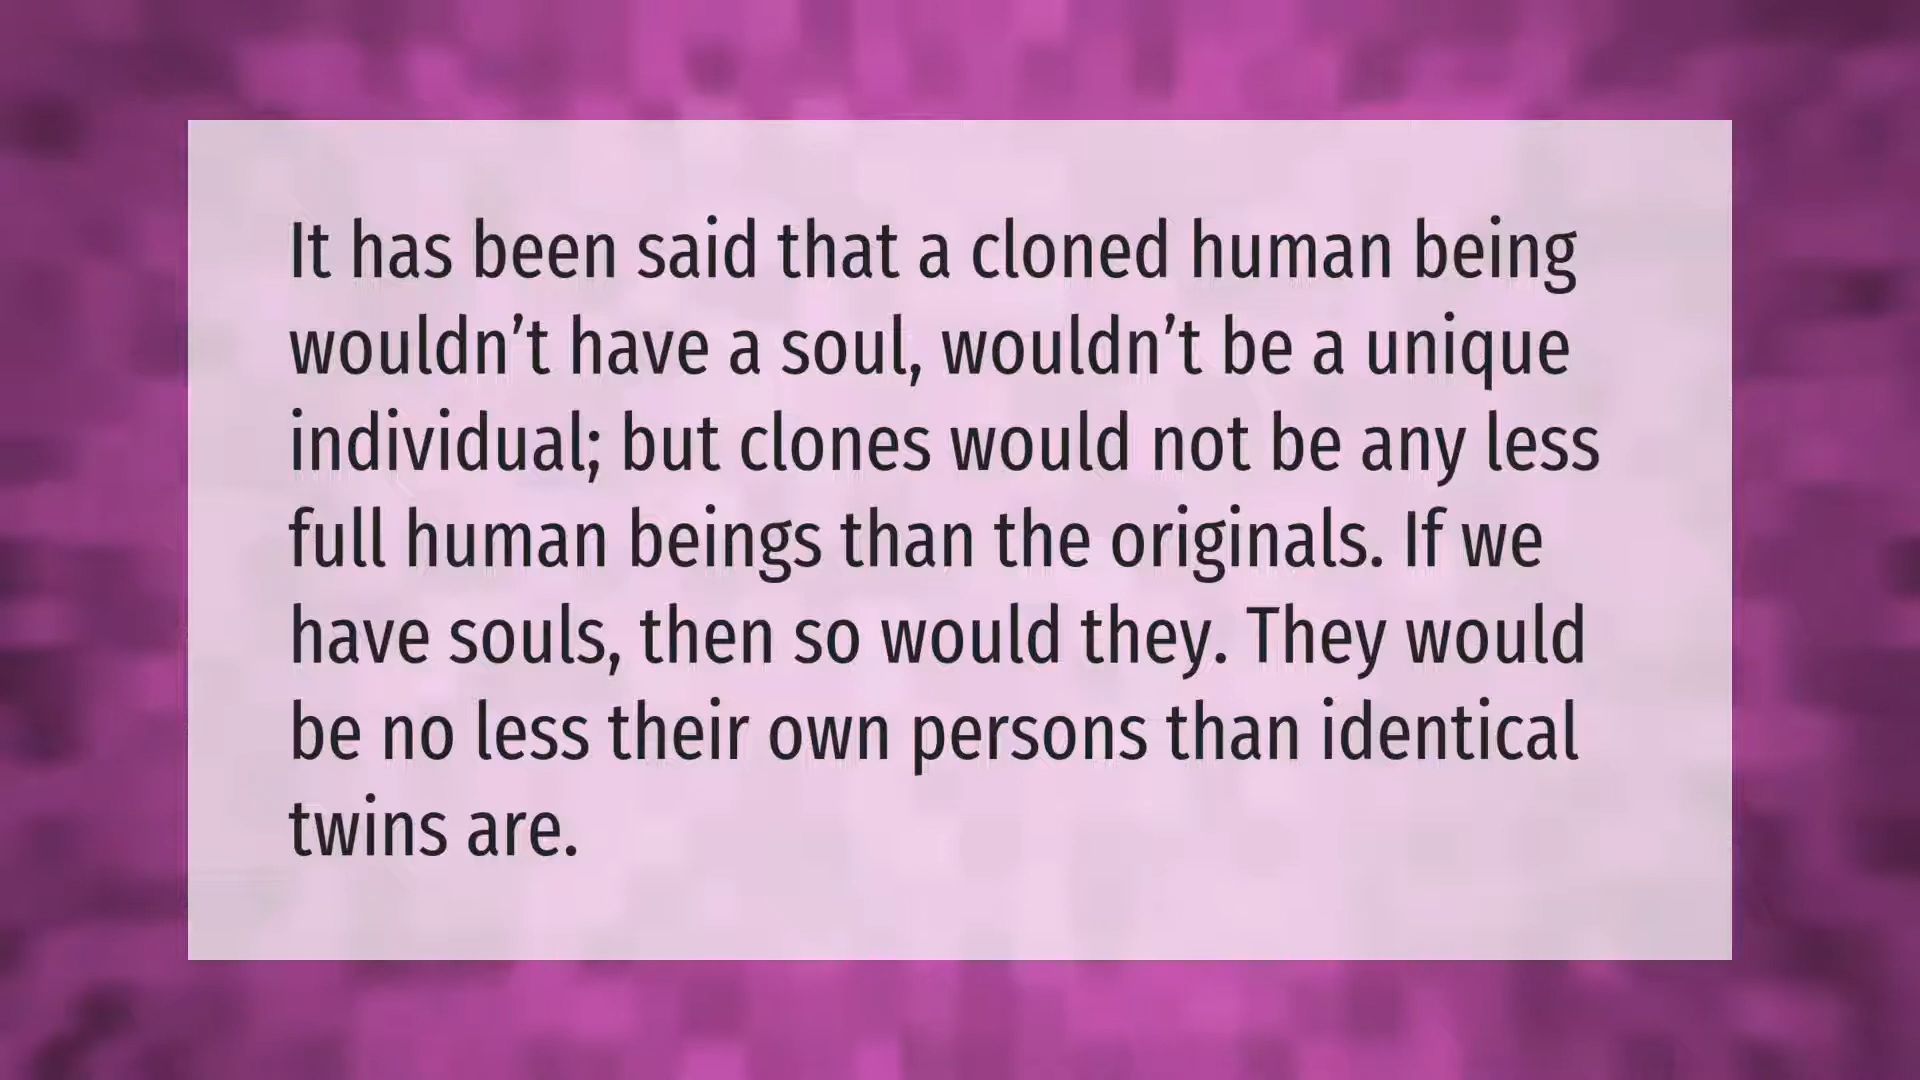 It has been said that a cloned human being
wouldn’t have a soul, wouldn’t be a unique
individual; but clones would not be any less
full human beings than the originals. If we
have souls, then so would they. They would
be no less their own persons than identical
twins are.